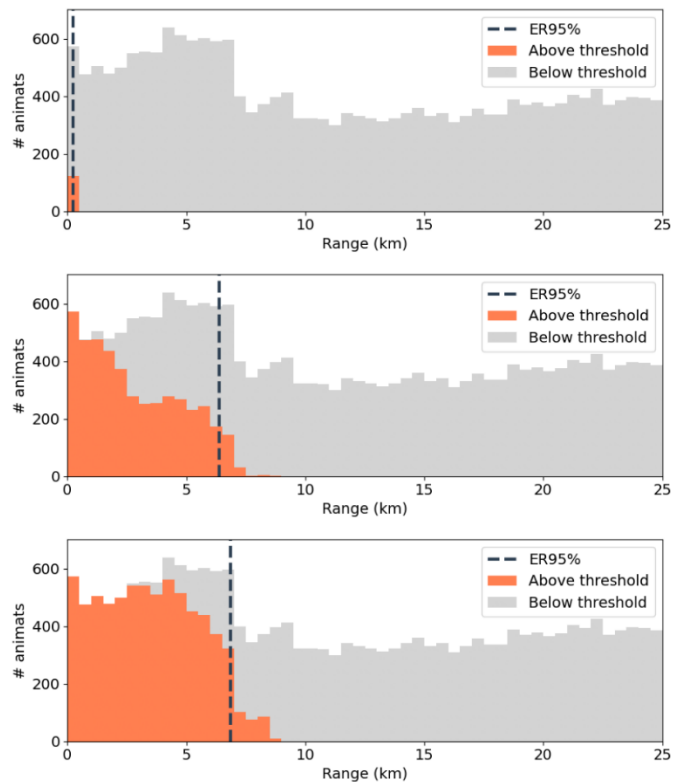 600
400
200
0
# animats
ER95%
Above threshold
Below threshold
0 5 10 15 20 25
Range (km)
600
400
200
0
# animats
ER95%
Above threshold
Below threshold
0 5 10 15 20 25
Range (km)
600
400
200
0
# animats
ER95%
Above threshold
Below threshold
0 5 10 15 20 25
Range (km)